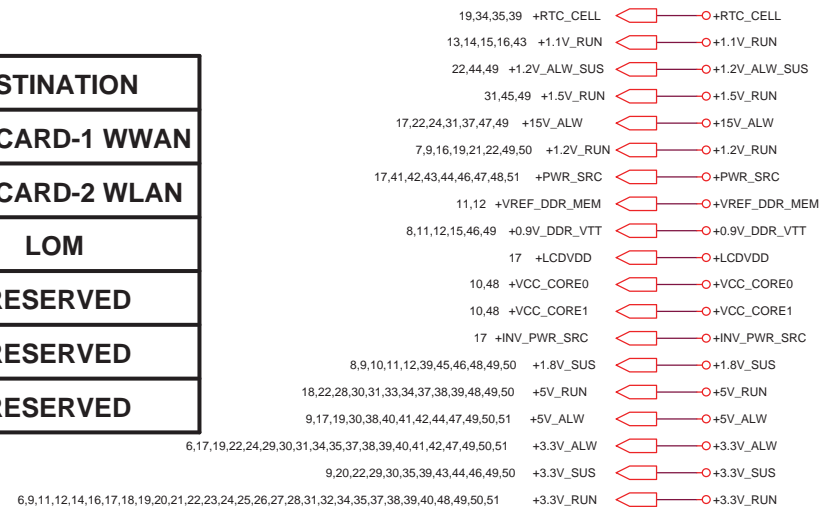 STINATION
CARD-1 WWAN
CARD-2 WLAN
LOM
RESERVED
RESERVED
RESERVED
19,34,35,39 +RTC_CELL +RTC_CELL
13,14,15,16,43 +1.1V_RUN +1.1V_RUN
22,44,49 +1.2V_ALW_SUS +1.2V_ALW_SUS
31,45,49 +1.5V_RUN +1.5V_RUN
17,22,24,31,37,47,49 +15V_ALW +15V_ALW
7,9,16,19,21,22,49,50 +1.2V_RUN +1.2V_RUN
17,41,42,43,44,46,47,48,51 +PWR_SRC +PWR_SRC
11,12 +VREF_DDR_MEM +VREF_DDR_MEM
8,11,12,15,46,49 +0.9V_DDR_VTT +0.9V_DDR_VTT
17 +LCDVDD +LCDVDD
10,48 +VCC_CORE0 +VCC_CORE0
10,48 +VCC_CORE1 +VCC_CORE1
17 +INV_PWR_SRC +INV_PWR_SRC
8,9,10,11,12,39,45,46,48,49,50 +1.8V_SUS +1.8V_SUS
18,22,28,30,31,33,34,37,38,39,48,49,50 +5V_RUN +5V_RUN
9,17,19,30,38,40,41,42,44,47,49,50,51 +5V_ALW +5V_ALW
6,17,19,22,24,29,30,31,34,35,37,38,39,40,41,42,47,49,50,51 +3.3V_ALW +3.3V_ALW
9,20,22,29,30,35,39,43,44,46,49,50 +3.3V_SUS +3.3V_SUS
6,9,11,12,14,16,17,18,19,20,21,22,23,24,25,26,27,28,31,32,34,35,37,38,39,40,48,49,50,51 +3.3V_RUN +3.3V_RUN